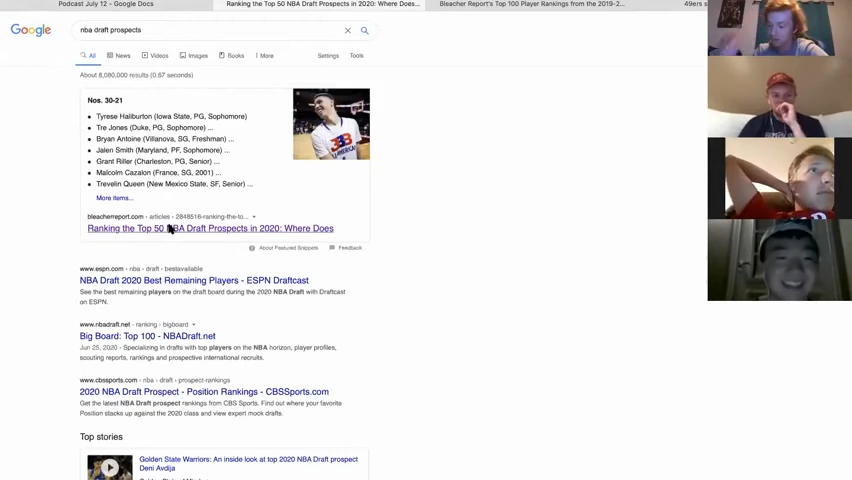 Podcast July 12 - Google Docs
Ranking the Top 50 NBA Draft Prospects in 2020: Where Does...
Bleacher Report's Top 100 Player Rankings from the 2019-2...
49ers s
Google
nba draft prospects
All
News
Videos
Images
Books
More
Settings
Tools
About 8,080,000 results (0.67 seconds)
Nos. 30-21
Tyrese Haliburton (Iowa State, PG, Sophomore)
Tre Jones (Duke, PG, Sophomore) ...
Bryan Antoine (Villanova, SG, Freshman) ...
Jalen Smith (Maryland, PF, Sophomore) ...
Grant Riller (Charleston, PG, Senior) ...
Malcolm Cazalon (France, SG, 2001) ...
Trevelin Queen (New Mexico State, SF, Senior) ...
More items...
bleacherreport.com › articles › 2848516-ranking-the-to...
Ranking the Top 50 NBA Draft Prospects in 2020: Where Does
About Featured Snippets
Feedback
www.espn.com › nba › draft › bestavailable
NBA Draft 2020 Best Remaining Players - ESPN Draftcast
See the best remaining players on the draft board during the 2020 NBA Draft with Draftcast
on ESPN.
www.nbadraft.net › ranking › bigboard
Big Board: Top 100 - NBADraft.net
Jun 25, 2020 - Specializing in drafts with top players on the NBA horizon, player profiles,
scouting reports, rankings and prospective international recruits.
www.cbssports.com › nba › draft › prospect-rankings
2020 NBA Draft Prospect - Position Rankings - CBSSports.com
Get the latest NBA Draft prospect rankings from CBS Sports. Find out where your favorite
Position stacks up against the 2020 class and view expert mock drafts.
Top stories
Golden State Warriors: An inside look at top 2020 NBA Draft prospect
Deni Avdija